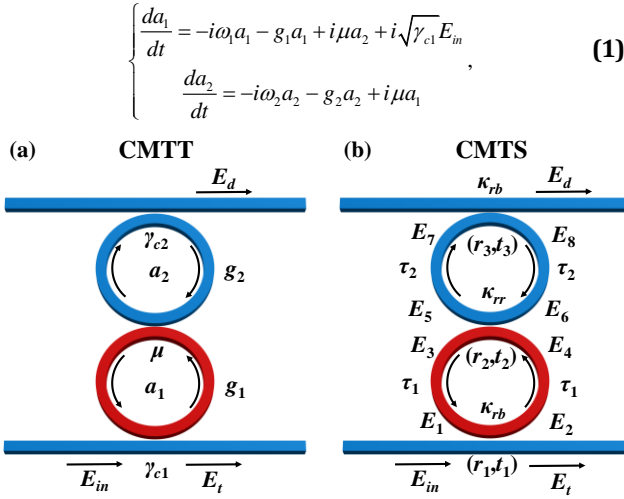 da₁/dt = −iω₁a₁ − g₁a₁ + iμa₂ + i√γc1 Ein
(1)
da₂/dt = −iω₂a₂ − g₂a₂ + iμa₁ ,
(a) CMTT (b) CMTS
Ed κrb Ed
γc2 E7 (r3,t3) E8
a2 g2 τ2 τ2
κrr
E5 E6
μ E3 (r2,t2) E4
a1 g1 τ1 κrb τ1
E1 E2
Ein γc1 Et Ein (r1,t1) Et